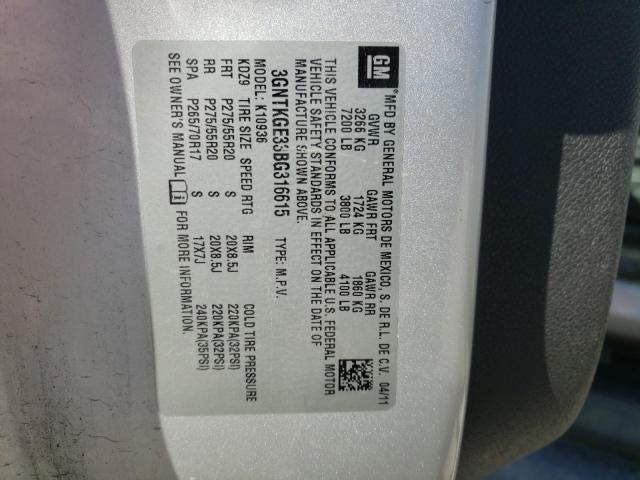 GM MFD BY GENERAL MOTORS DE MEXICO, S. DE R.L. DE C.V. 04/11
GVWR GAWR FRT GAWR RR
3266 KG 1724 KG 1860 KG
7200 LB 3800 LB 4100 LB
THIS VEHICLE CONFORMS TO ALL APPLICABLE U.S. FEDERAL MOTOR
VEHICLE SAFETY STANDARDS IN EFFECT ON THE DATE OF
MANUFACTURE SHOWN ABOVE.
3GNTKGE33BG316615 TYPE: M.P.V.
MODEL: K10936
KDZ9 TIRE SIZE SPEED RTG RIM COLD TIRE PRESSURE
FRT P275/55R20 S 20X8.5J 220KPA(32PSI)
RR P275/55R20 S 20X8.5J 220KPA(32PSI)
SPA P265/70R17 S 17X7J 240KPA(35PSI)
SEE OWNER'S MANUAL FOR MORE INFORMATION.